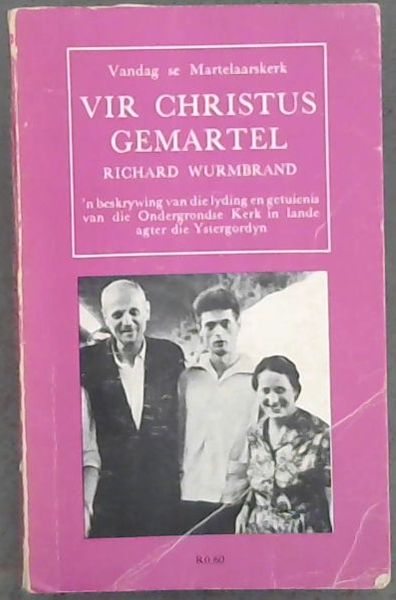 Vandag se Martelaarskerk
VIR CHRISTUS
GEMARTEL
RICHARD WURMBRAND
'n beskrywing van die lyding en getuienis
van die Ondergrondse Kerk in lande
agter die Ystergordyn
R0.60